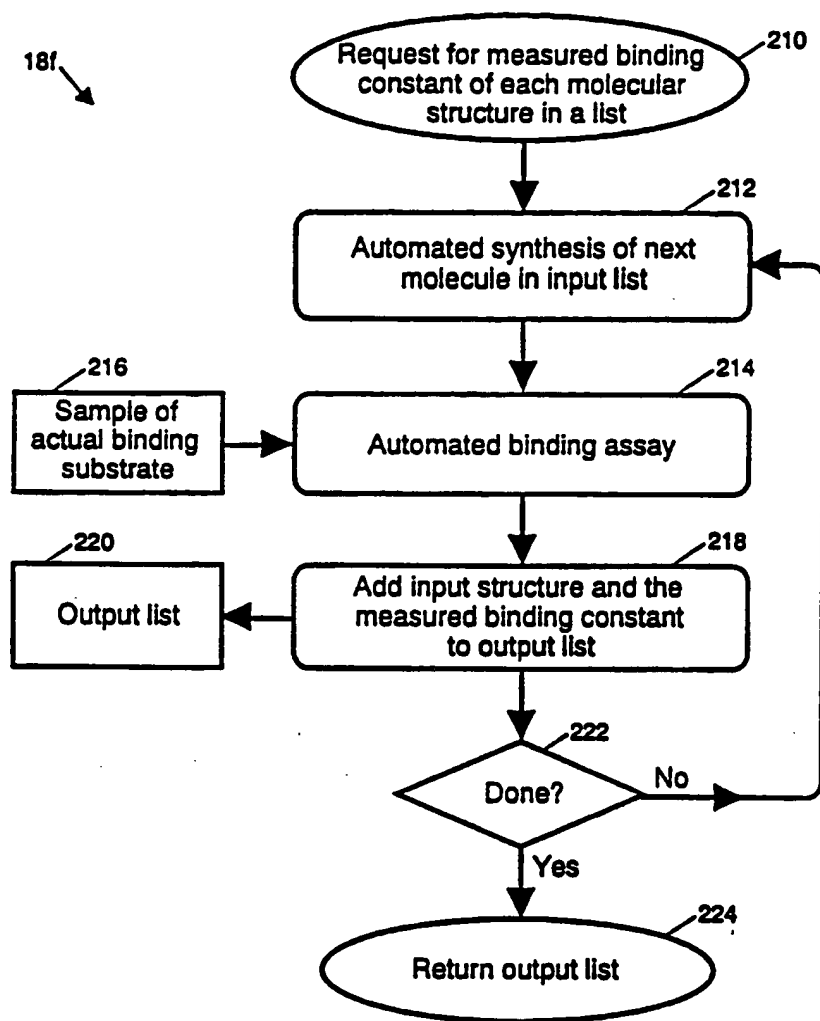 18f
210
Request for measured binding
constant of each molecular
structure in a list
212
Automated synthesis of next
molecule in input list
216
Sample of
actual binding
substrate
214
Automated binding assay
220
Output list
218
Add input structure and the
measured binding constant
to output list
222
Done?
No
Yes
224
Return output list